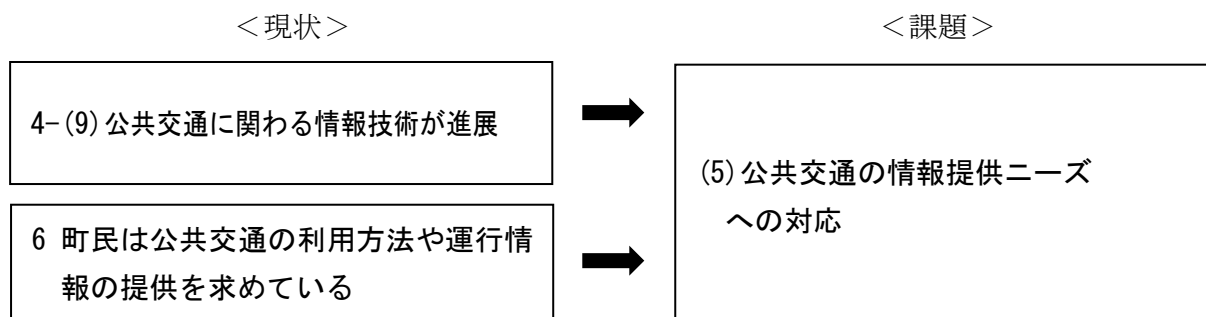 ＜現状＞
＜課題＞
4-(9)公共交通に関わる情報技術が進展
6 町民は公共交通の利用方法や運行情
報の提供を求めている
(5)公共交通の情報提供ニーズ
への対応